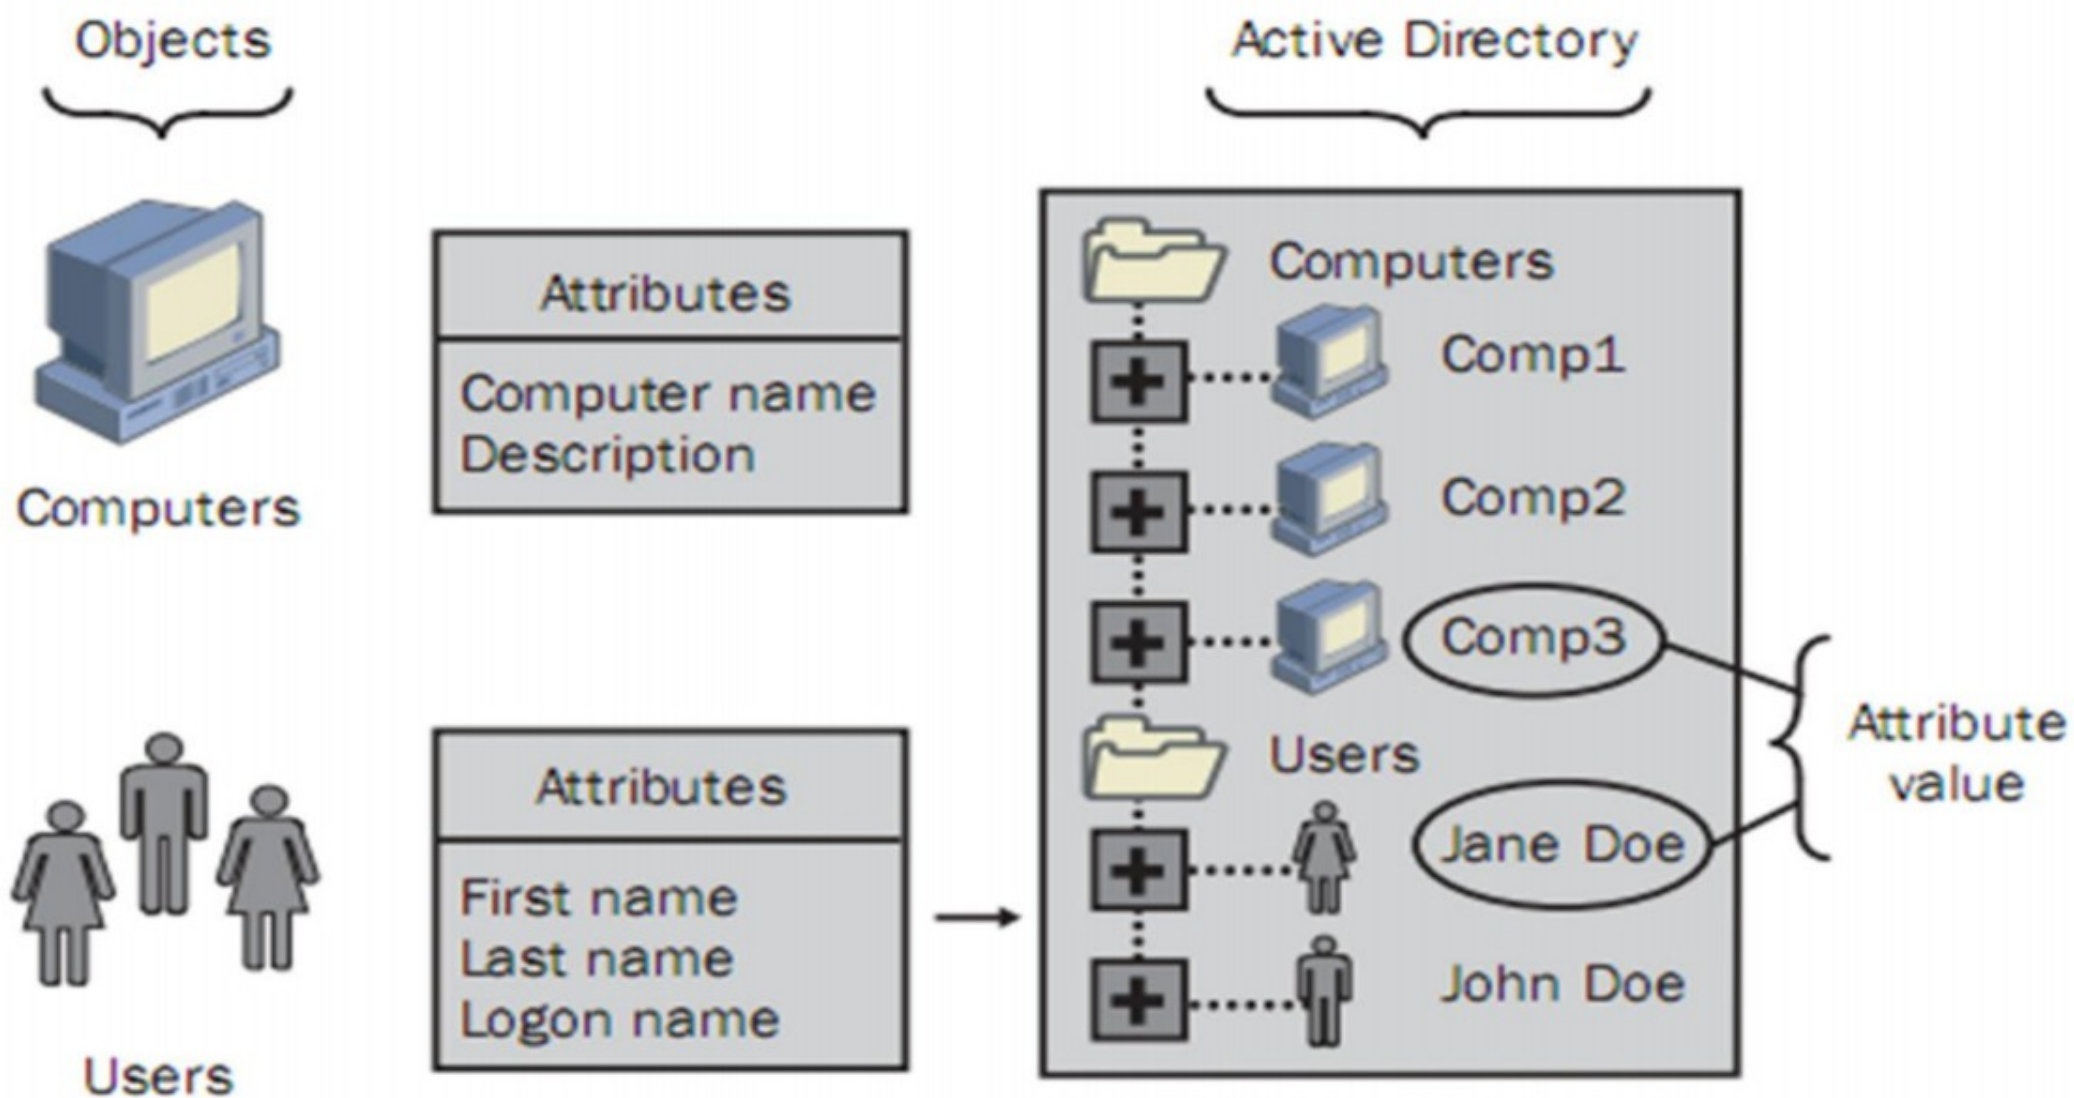 Objects
Active Directory
Computers
Attributes
Computer name
Description
Computers
Comp1
Comp2
Comp3
Users
Jane Doe
John Doe
Attribute
value
Attributes
First name
Last name
Logon name
Users